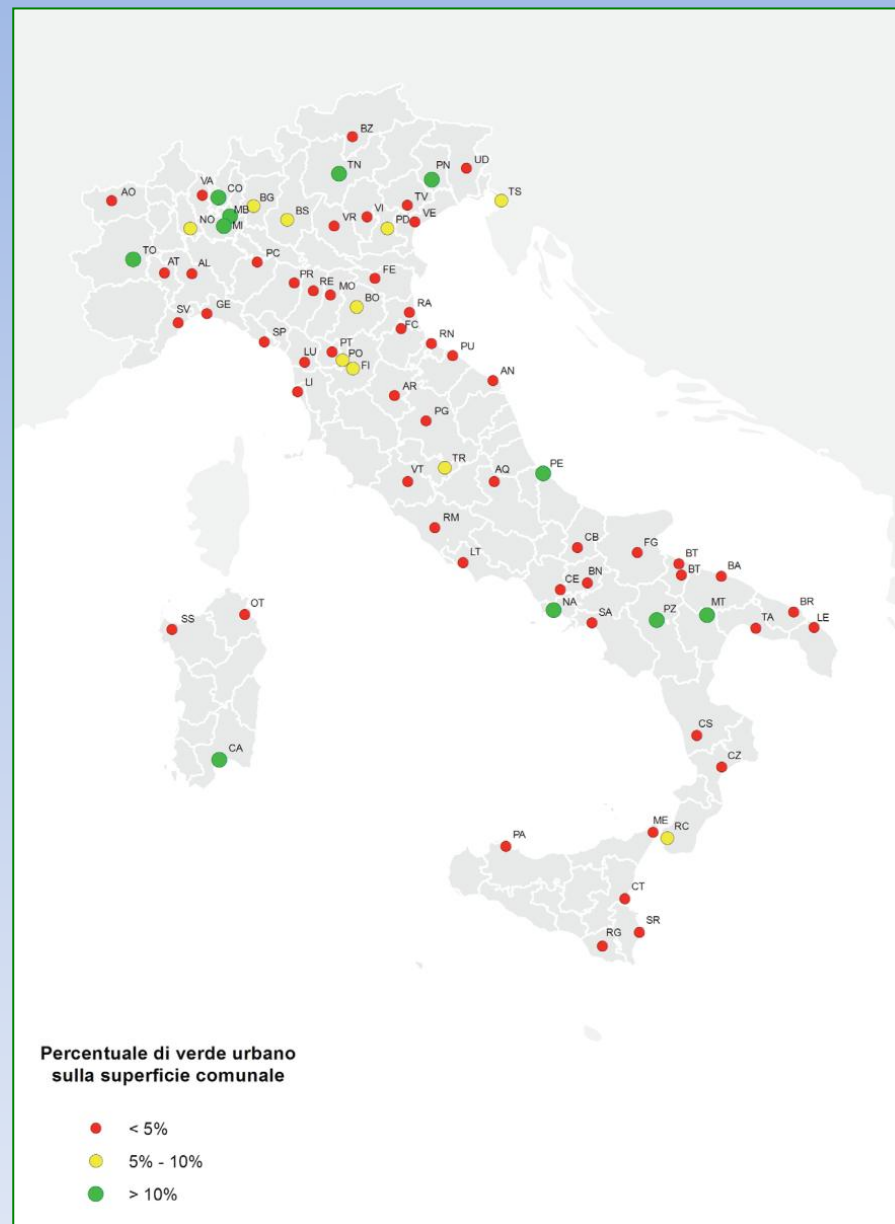 BZ
TN
PN
UD
AO
VA
CO
BG
MB
MI
NO
BS
VR
VI
TV
PD
VE
TS
TO
AT
AL
PC
PR
RE
MO
FE
BO
RA
FC
SV
GE
SP
LU
PT
PO
FI
RN
PU
LI
AR
AN
PG
VT
TR
AQ
PE
RM
LT
CB
FG
BT
BT
BA
CE
BN
NA
SA
PZ
MT
TA
BR
LE
OT
SS
CA
CS
CZ
ME
RC
PA
CT
SR
RG
Percentuale di verde urbano
sulla superficie comunale
< 5%
5% - 10%
> 10%